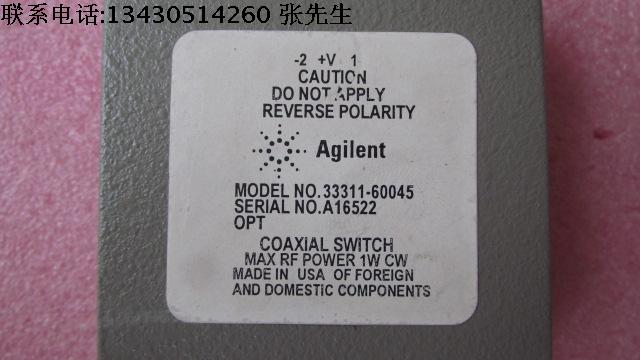 联系电话:13430514260 张先生
-2 +V 1
CAUTION
DO NOT APPLY
REVERSE POLARITY
Agilent
MODEL NO.33311-60045
SERIAL NO.A16522
OPT
COAXIAL SWITCH
MAX RF POWER 1W CW
MADE IN USA OF FOREIGN
AND DOMESTIC COMPONENTS